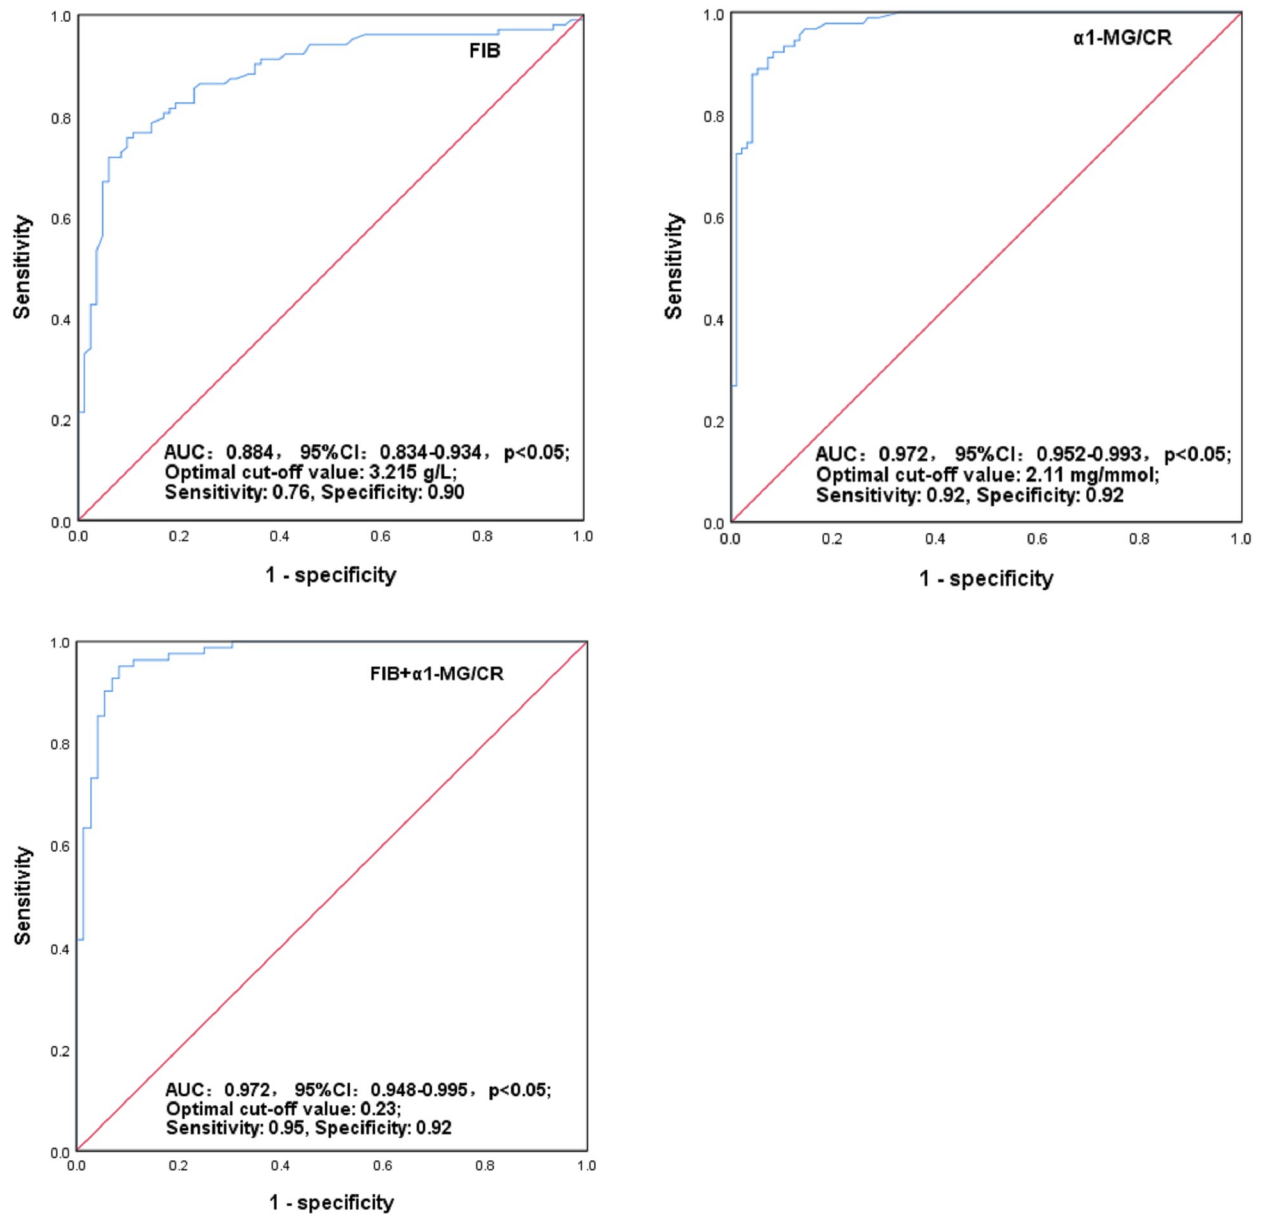 1.0
FIB
0.8
0.6
Sensitivity
0.4
0.2
AUC：0.884， 95%CI：0.834-0.934，p<0.05;
Optimal cut-off value: 3.215 g/L;
Sensitivity: 0.76, Specificity: 0.90
0.0
0.0 0.2 0.4 0.6 0.8 1.0
1 - specificity
1.0
α1-MG/CR
0.8
0.6
Sensitivity
0.4
0.2
AUC：0.972， 95%CI：0.952-0.993，p<0.05;
Optimal cut-off value: 2.11 mg/mmol;
Sensitivity: 0.92, Specificity: 0.92
0.0
0.0 0.2 0.4 0.6 0.8 1.0
1 - specificity
1.0
FIB+α1-MG/CR
0.8
0.6
Sensitivity
0.4
0.2
AUC：0.972， 95%CI：0.948-0.995，p<0.05;
Optimal cut-off value: 0.23;
Sensitivity: 0.95, Specificity: 0.92
0.0
0.0 0.2 0.4 0.6 0.8 1.0
1 - specificity